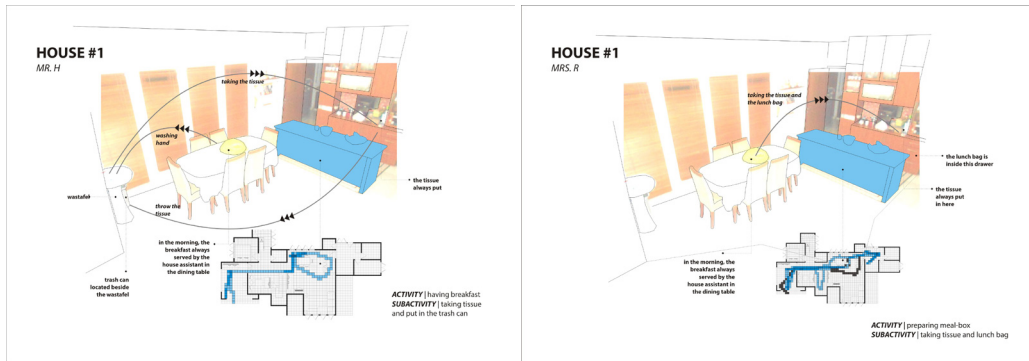 HOUSE #1
MR. H
taking the tissue
washing
hand
wastafel
throw the
tissue
the tissue
always put
in the morning, the
breakfast always
served by the
house assistant in
the dining table
trash can
located beside
the wastafel
ACTIVITY | having breakfast
SUBACTIVITY | taking tissue
and put in the trash can
HOUSE #1
MRS. R
taking the tissue and
the lunch bag
the lunch bag is
inside this drawer
the tissue
always put
in here
in the morning, the
breakfast always
served by the
house assistant in
the dining table
ACTIVITY | preparing meal-box
SUBACTIVITY | taking tissue and lunch bag